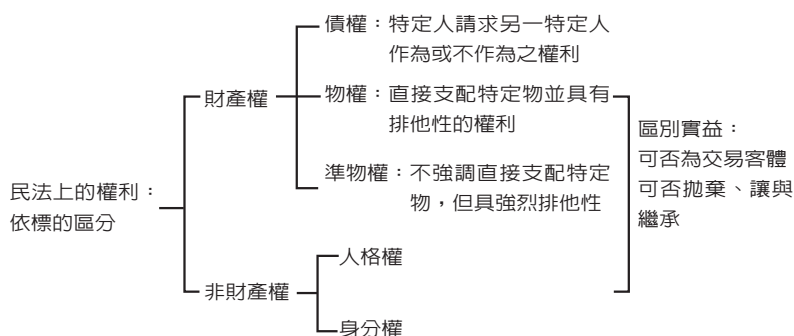 民法上的權利：
依標的區分
財產權
債權：特定人請求另一特定人
作為或不作為之權利
物權：直接支配特定物並具有
排他性的權利
準物權：不強調直接支配特定
物，但具強烈排他性
非財產權
人格權
身分權
區別實益：
可否為交易客體
可否拋棄、讓與
繼承